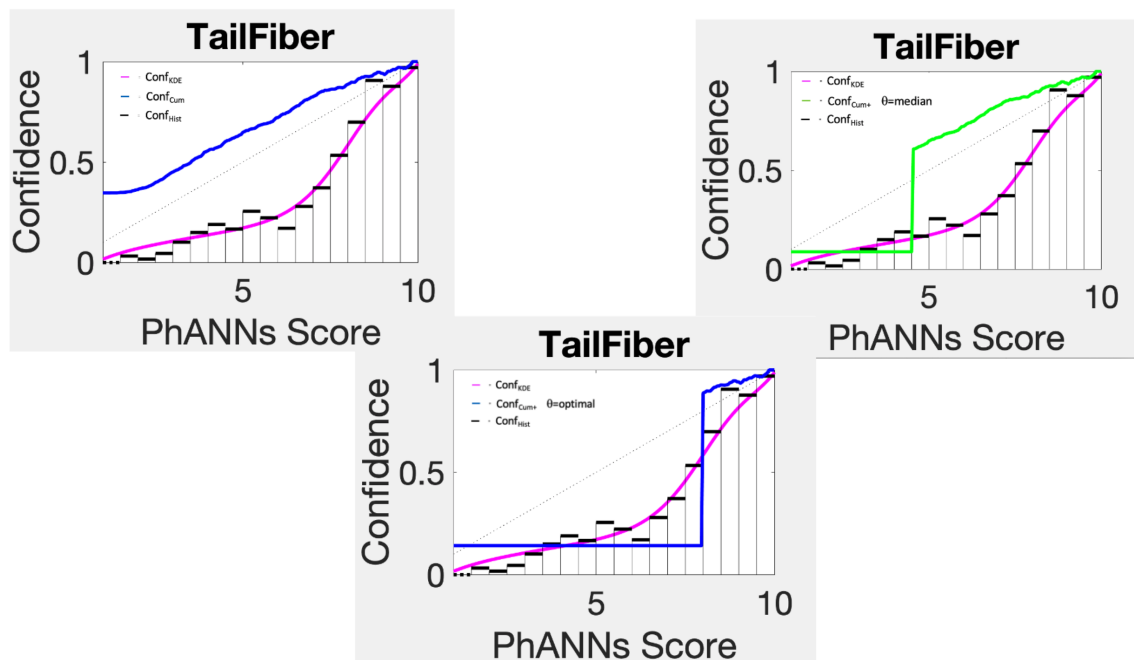 TailFiber
1
Conf_KDE
Conf_Cum
Conf_Hist
0.5
0
5
10
Confidence
PhANNs Score
TailFiber
1
Conf_KDE
Conf_Cum+ θ=median
Conf_Hist
0.5
0
5
10
Confidence
PhANNs Score
TailFiber
1
Conf_KDE
Conf_Cum+ θ=optimal
Conf_Hist
0.5
0
5
10
Confidence
PhANNs Score